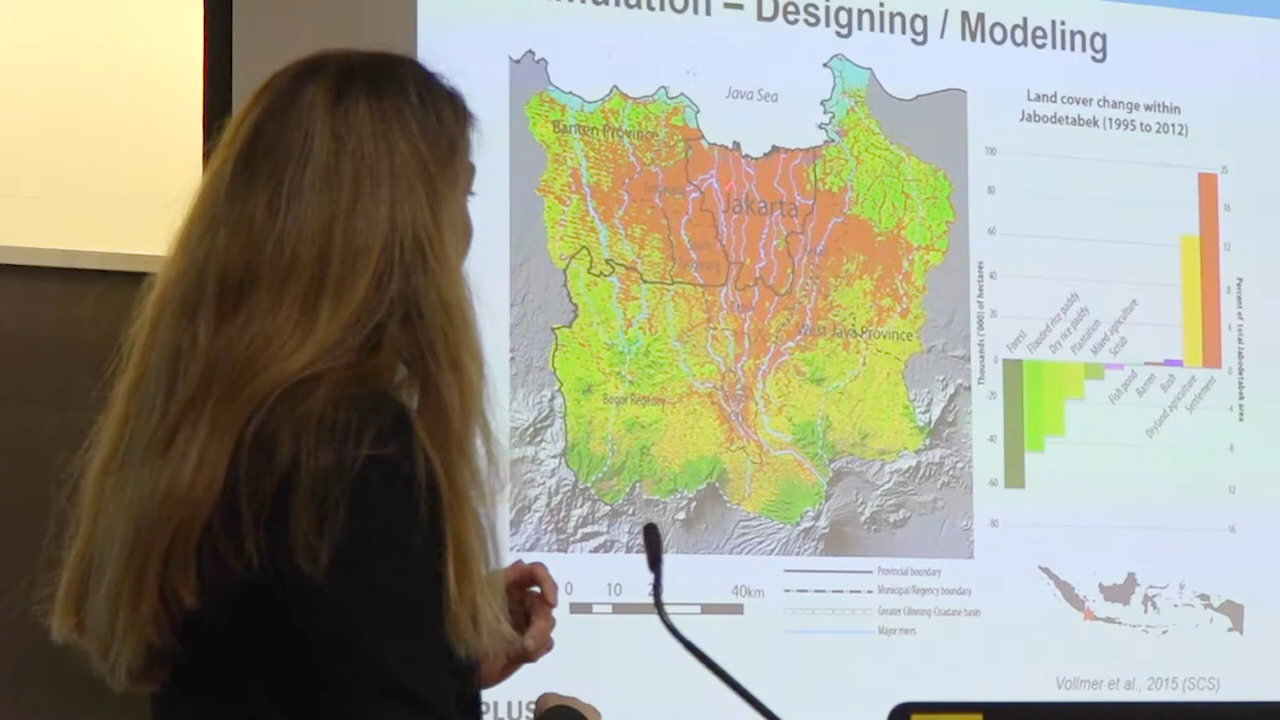 – Designing / Modeling
Java Sea
Banten Province
Jakarta
West Java Province
Bogor Regency
0 10 40km
Provincial boundary
Municipal/Regency boundary
Greater Ciliwung-Cisadane basin
Major rivers
Land cover change within
Jabodetabek (1995 to 2012)
100
80
60
40
20
0
-20
-40
-60
-80
Thousands ('000) of hectares
Forest
Flooded rice paddy
Dry rice paddy
Plantation
Mixed agriculture
Scrub
Fish pond
Barren
Bush
Dryland agriculture
Settlement
20
16
12
8
4
0
-4
-8
12
16
Percent of total Jabodetabek area
Vollmer et al., 2015 (SCS)
PLUS